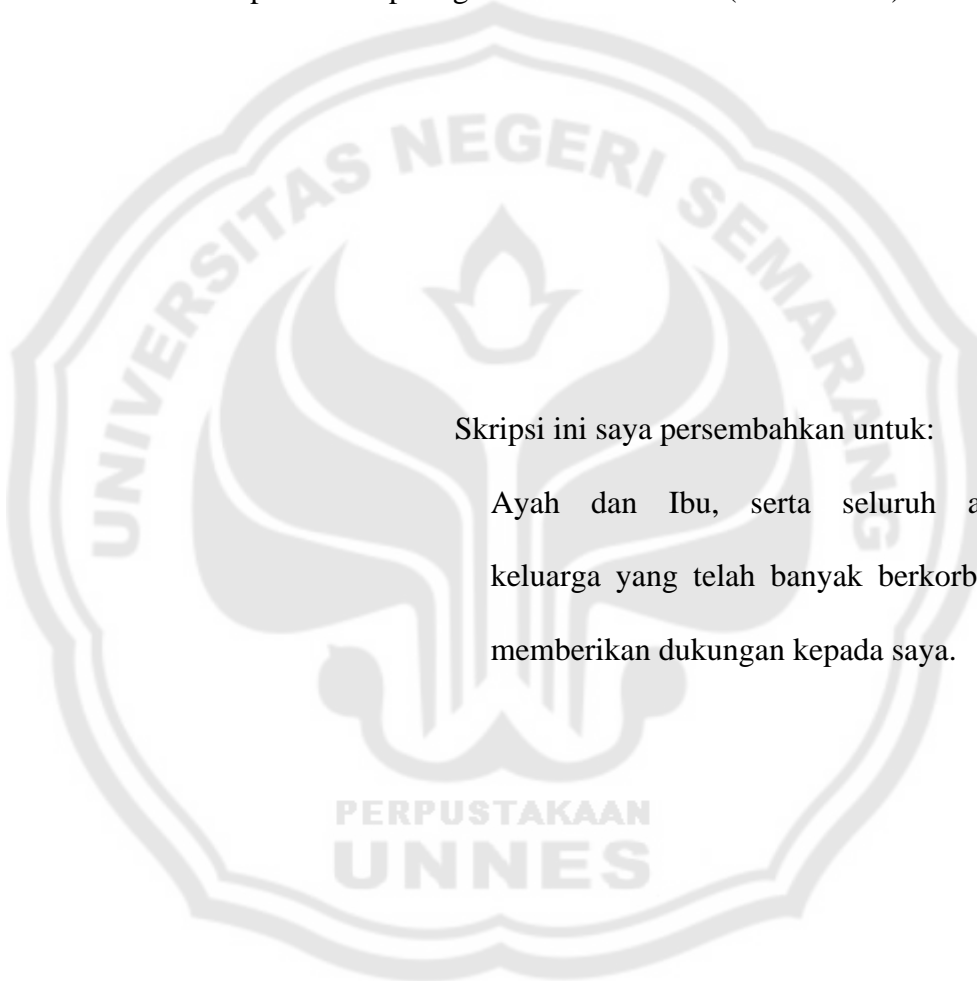 UNIVERSITAS NEGERI SEMARANG
Skripsi ini saya persembahkan untuk:
Ayah dan Ibu, serta seluruh
keluarga yang telah banyak
memberikan dukungan kepada saya.
PERPUSTAKAAN
UNNES